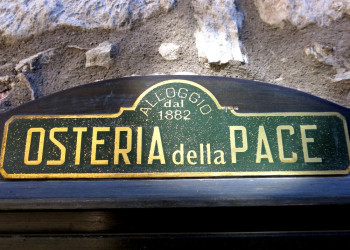 ALLOGGIO
dal
1882
OSTERIA della PACE